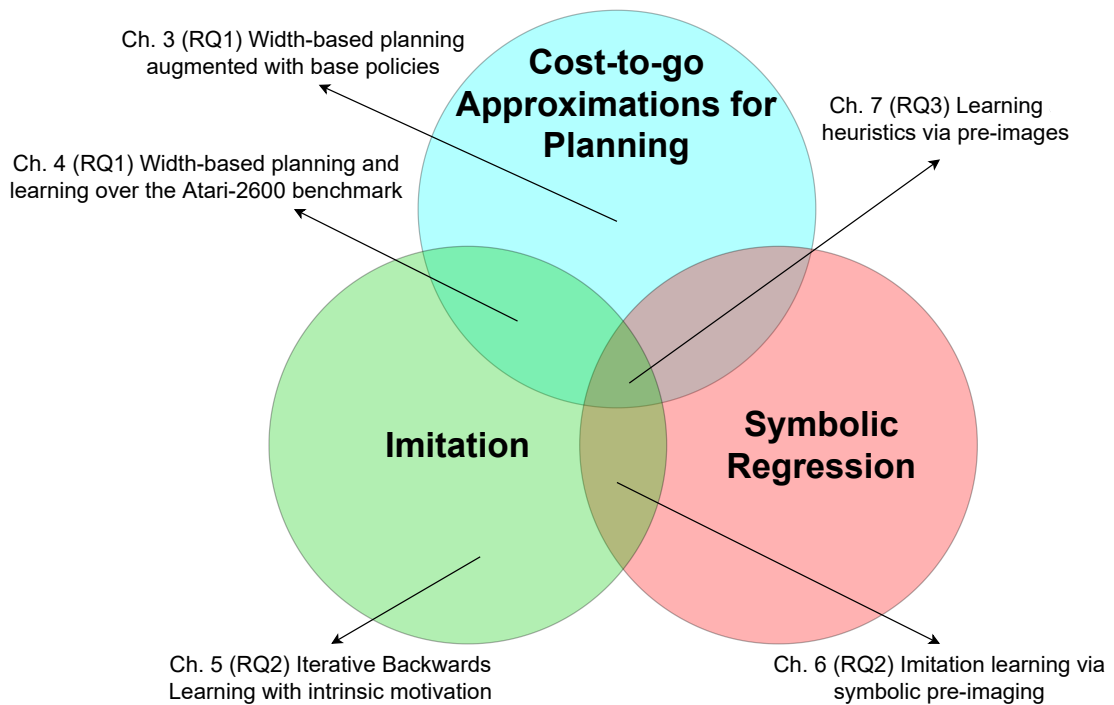 Ch. 3 (RQ1) Width-based planning
augmented with base policies
Cost-to-go
Approximations for
Planning
Ch. 7 (RQ3) Learning
heuristics via pre-images
Ch. 4 (RQ1) Width-based planning and
learning over the Atari-2600 benchmark
Imitation
Symbolic
Regression
Ch. 5 (RQ2) Iterative Backwards
Learning with intrinsic motivation
Ch. 6 (RQ2) Imitation learning via
symbolic pre-imaging